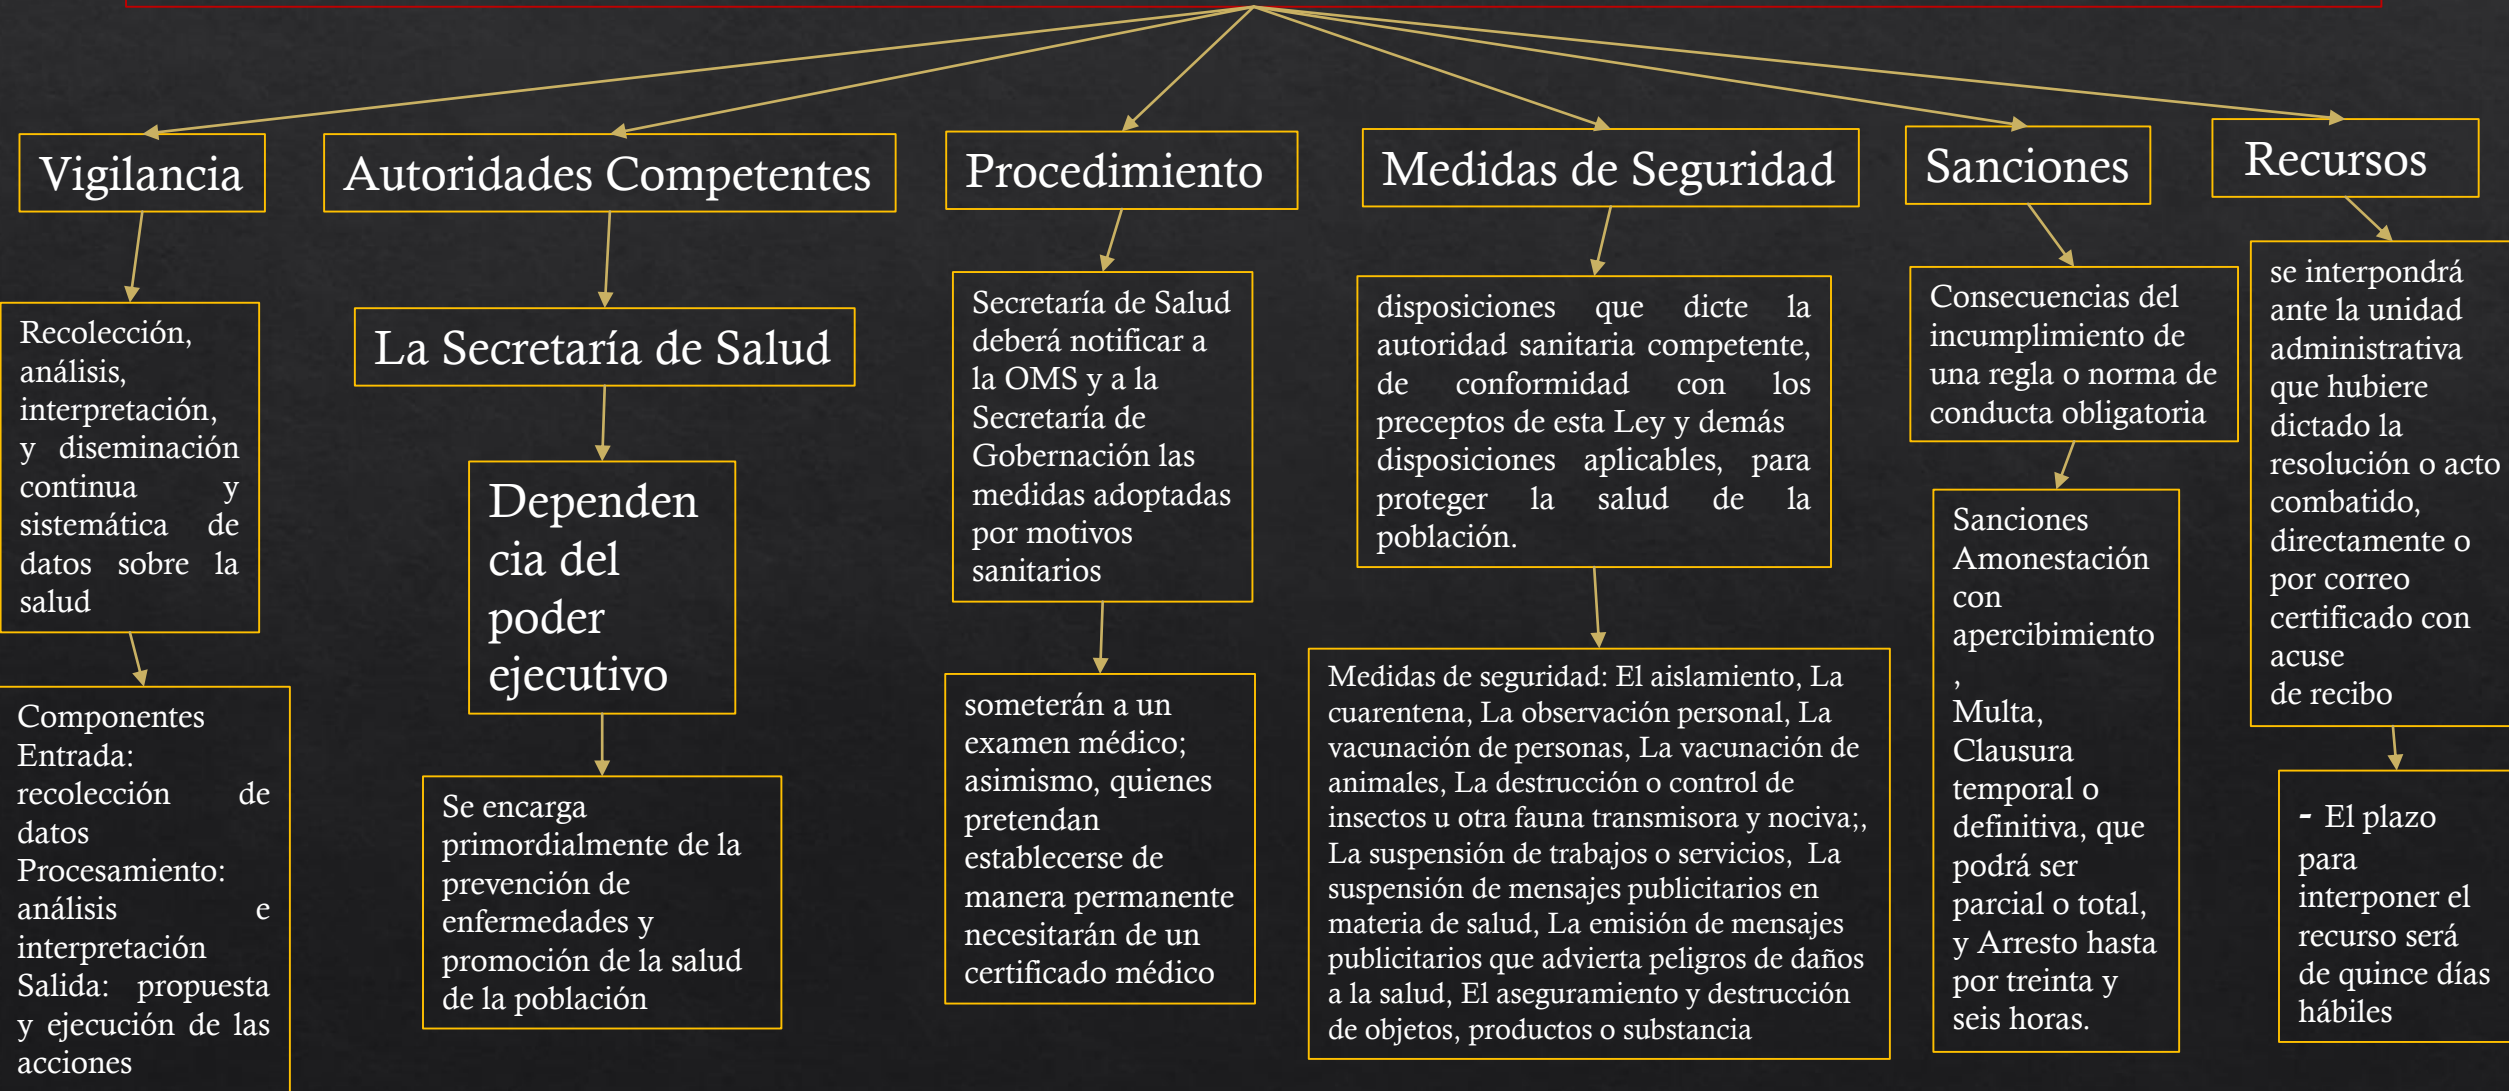 Vigilancia
Recolección,
análisis,
interpretación,
y diseminación
continua y
sistemática de
datos sobre la
salud
Componentes
Entrada:
recolección de
datos
Procesamiento:
análisis e
interpretación
Salida: propuesta
y ejecución de las
acciones
Autoridades Competentes
La Secretaría de Salud
Dependen
cia del
poder
ejecutivo
Se encarga
primordialmente de la
prevención de
enfermedades y
promoción de la salud
de la población
Procedimiento
Secretaría de Salud
deberá notificar a
la OMS y a la
Secretaría de
Gobernación las
medidas adoptadas
por motivos
sanitarios
someterán a un
examen médico;
asimismo, quienes
pretendan
establecerse de
manera permanente
necesitarán de un
certificado médico
Medidas de Seguridad
disposiciones que dicte la
autoridad sanitaria competente,
de conformidad con los
preceptos de esta Ley y demás
disposiciones aplicables, para
proteger la salud de la
población.
Medidas de seguridad: El aislamiento, La
cuarentena, La observación personal, La
vacunación de personas, La vacunación de
animales, La destrucción o control de
insectos u otra fauna transmisora y nociva;,
La suspensión de trabajos o servicios, La
suspensión de mensajes publicitarios en
materia de salud, La emisión de mensajes
publicitarios que advierta peligros de daños
a la salud, El aseguramiento y destrucción
de objetos, productos o substancia
Sanciones
Consecuencias del
incumplimiento de
una regla o norma de
conducta obligatoria
Sanciones
Amonestación
con
apercibimiento
,
Multa,
Clausura
temporal o
definitiva, que
podrá ser
parcial o total,
y Arresto hasta
por treinta y
seis horas.
Recursos
se interpondrá
ante la unidad
administrativa
que hubiere
dictado la
resolución o acto
combatido,
directamente o
por correo
certificado con
acuse
de recibo
- El plazo
para
interponer el
recurso será
de quince días
hábiles